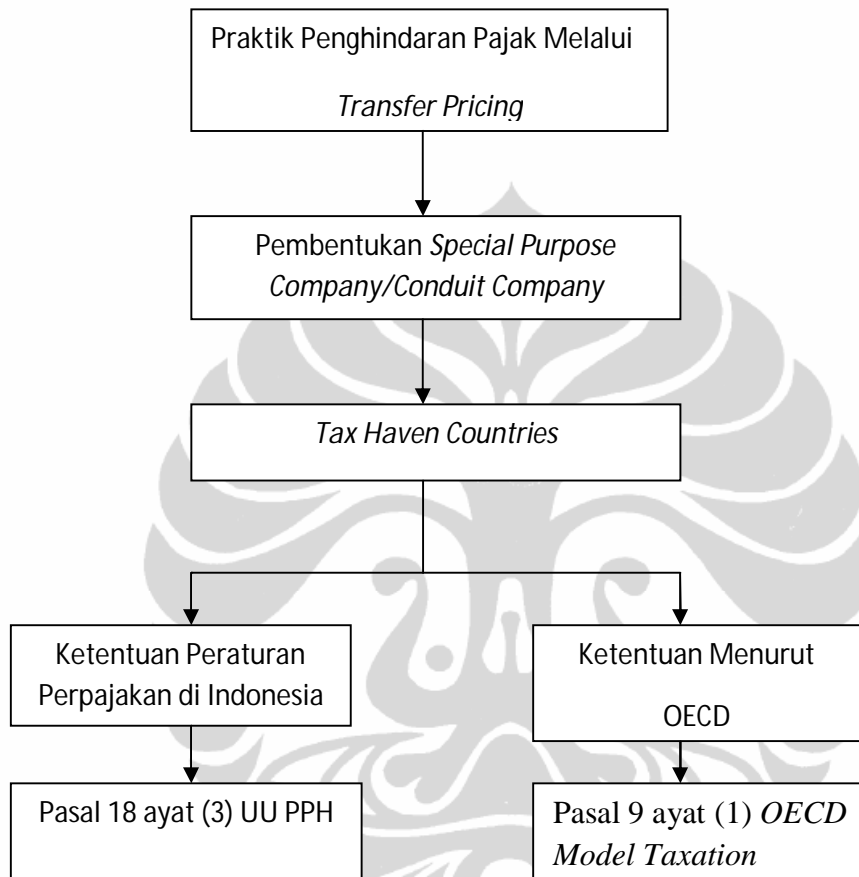 Praktik Penghindaran Pajak Melalui
Transfer Pricing
Pembentukan Special Purpose
Company/Conduit Company
Tax Haven Countries
Ketentuan Peraturan
Perpajakan di Indonesia
Ketentuan Menurut
OECD
Pasal 18 ayat (3) UU PPH
Pasal 9 ayat (1) OECD
Model Taxation